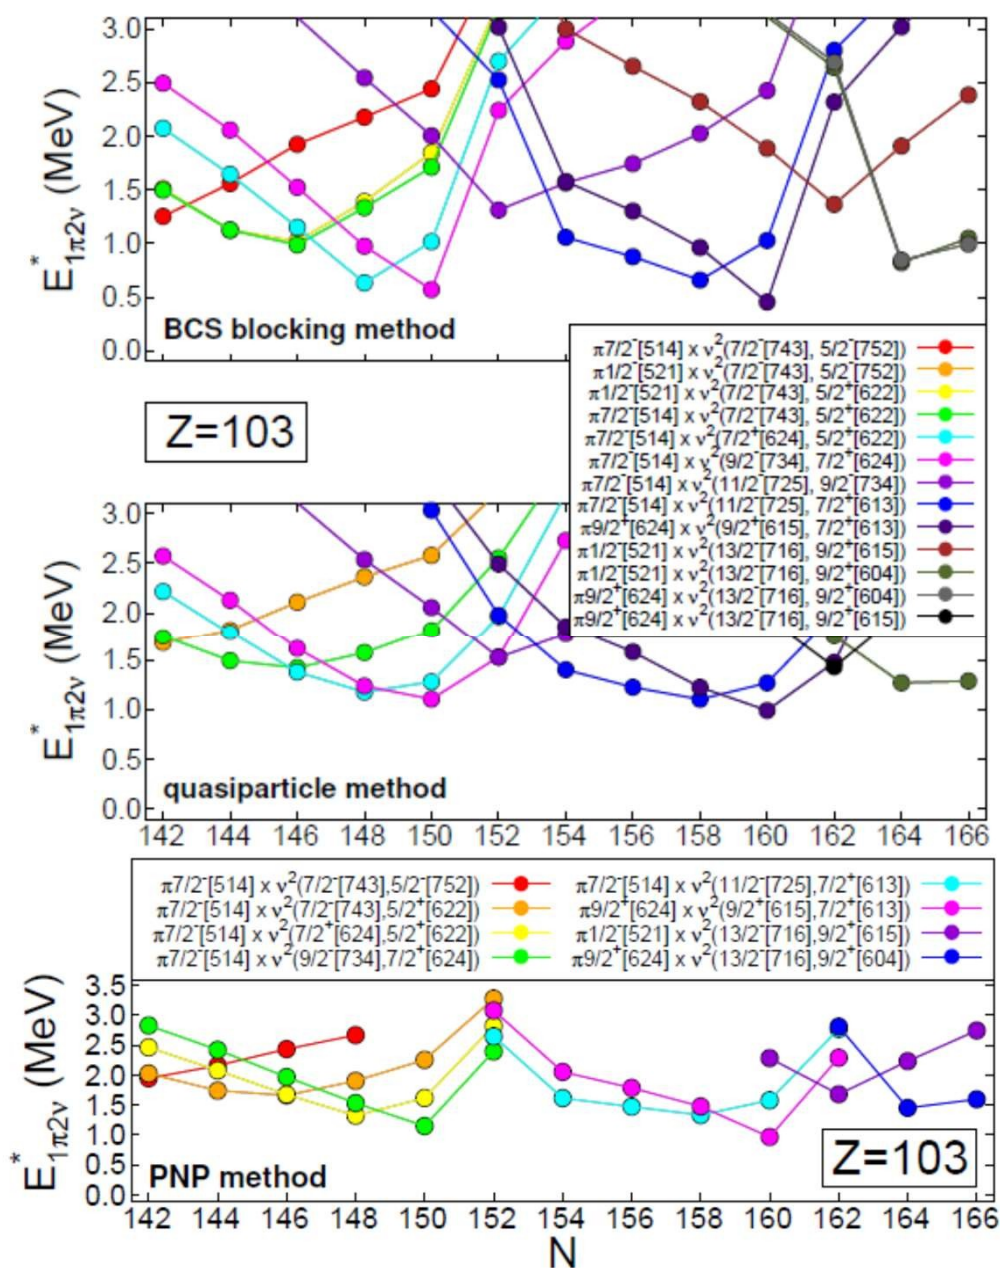 3.0
2.5
2.0
1.5
1.0
0.5
0.0
E*1π2ν (MeV)
BCS blocking method
π7/2-[514] x ν2(7/2-[743], 5/2-[752])
π1/2-[521] x ν2(7/2-[743], 5/2-[752])
π1/2-[521] x ν2(7/2-[743], 5/2+[622])
π7/2-[514] x ν2(7/2-[743], 5/2+[622])
π7/2-[514] x ν2(7/2+[624], 5/2+[622])
π7/2-[514] x ν2(9/2-[734], 7/2+[624])
π7/2-[514] x ν2(11/2-[725], 9/2-[734])
π7/2-[514] x ν2(11/2-[725], 7/2+[613])
π9/2+[624] x ν2(9/2+[615], 7/2+[613])
π1/2-[521] x ν2(13/2-[716], 9/2+[615])
π1/2-[521] x ν2(13/2-[716], 9/2+[604])
π9/2+[624] x ν2(13/2-[716], 9/2+[604])
π9/2+[624] x ν2(13/2-[716], 9/2+[615])
Z=103
3.0
2.5
2.0
1.5
1.0
0.5
0.0
E*1π2ν (MeV)
quasiparticle method
142 144 146 148 150 152 154 156 158 160 162 164 166
π7/2-[514] x ν2(7/2-[743],5/2-[752])
π7/2-[514] x ν2(7/2-[743],5/2+[622])
π7/2-[514] x ν2(7/2+[624],5/2+[622])
π7/2-[514] x ν2(9/2-[734],7/2+[624])
π7/2-[514] x ν2(11/2-[725],7/2+[613])
π9/2+[624] x ν2(9/2+[615],7/2+[613])
π1/2-[521] x ν2(13/2-[716],9/2+[615])
π9/2+[624] x ν2(13/2-[716],9/2+[604])
3.5
3.0
2.5
2.0
1.5
1.0
0.5
0.0
E*1π2ν (MeV)
PNP method
Z=103
142 144 146 148 150 152 154 156 158 160 162 164 166
N